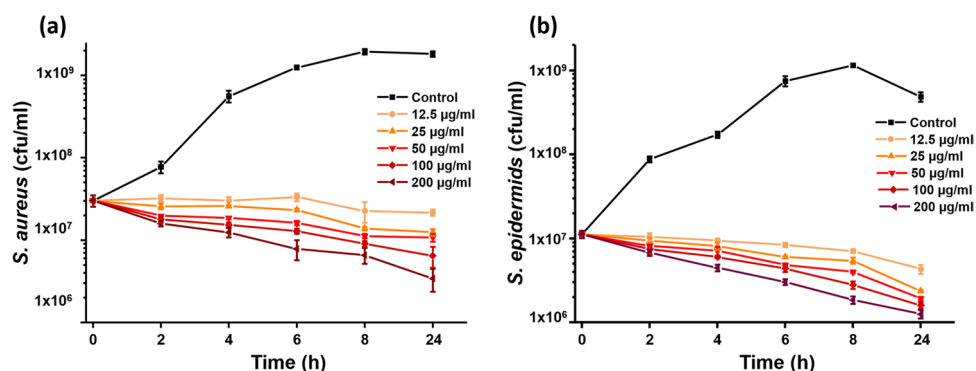 (a)
S. aureus (cfu/ml)
1x10⁹
1x10⁸
1x10⁷
1x10⁶
Control
12.5 µg/ml
25 µg/ml
50 µg/ml
100 µg/ml
200 µg/ml
0 2 4 6 8 24
Time (h)
(b)
S. epidermids (cfu/ml)
1x10⁹
1x10⁸
1x10⁷
1x10⁶
Control
12.5 µg/ml
25 µg/ml
50 µg/ml
100 µg/ml
200 µg/ml
0 2 4 6 8 24
Time (h)